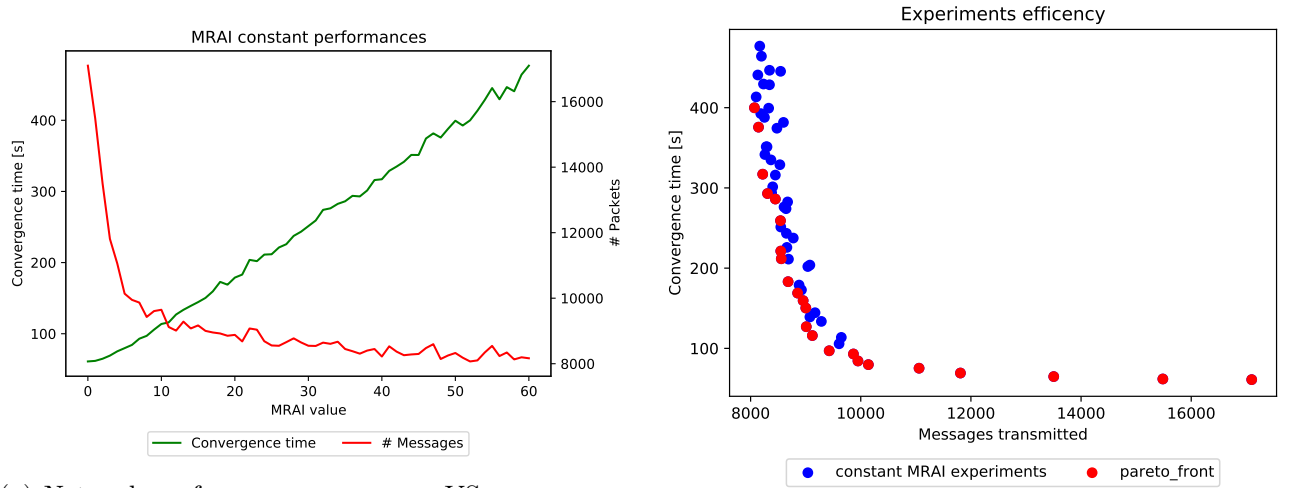 MRAI constant performances
Convergence time [s]
400
300
200
100
16000
14000
12000
10000
8000
# Packets
0 10 20 30 40 50 60
MRAI value
Convergence time # Messages
Experiments efficency
Convergence time [s]
400
300
200
100
8000 10000 12000 14000 16000
Messages transmitted
constant MRAI experiments pareto_front